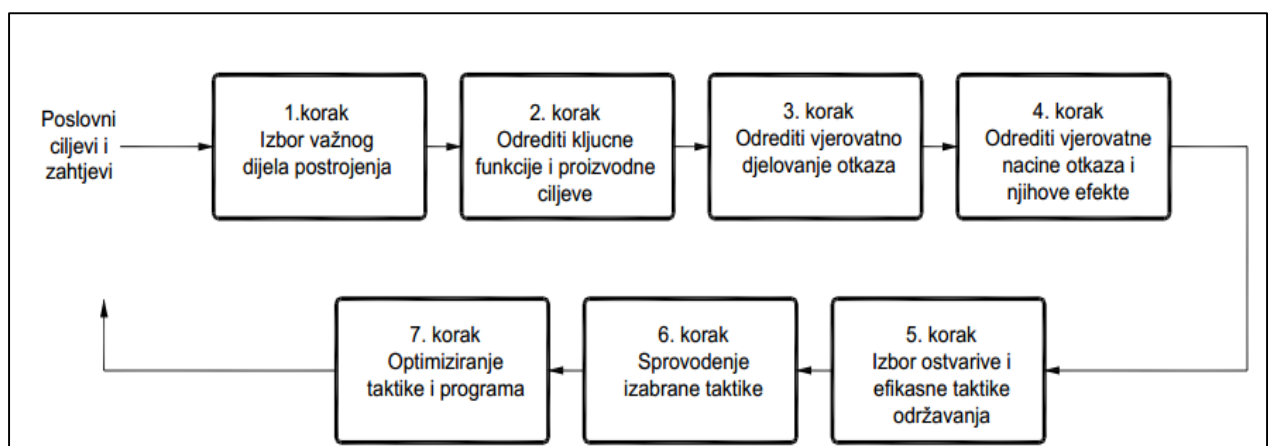 Poslovni
ciljevi i
zahtjevi
1.korak
Izbor važnog
dijela postrojenja
2. korak
Odrediti kljucne
funkcije i proizvodne
ciljeve
3. korak
Odrediti vjerovatno
djelovanje otkaza
4. korak
Odrediti vjerovatne
nacine otkaza i
njihove efekte
5. korak
Izbor ostvarive i
efikasne taktike
održavanja
6. korak
Sprovodenje
izabrane taktike
7. korak
Optimiziranje
taktike i programa